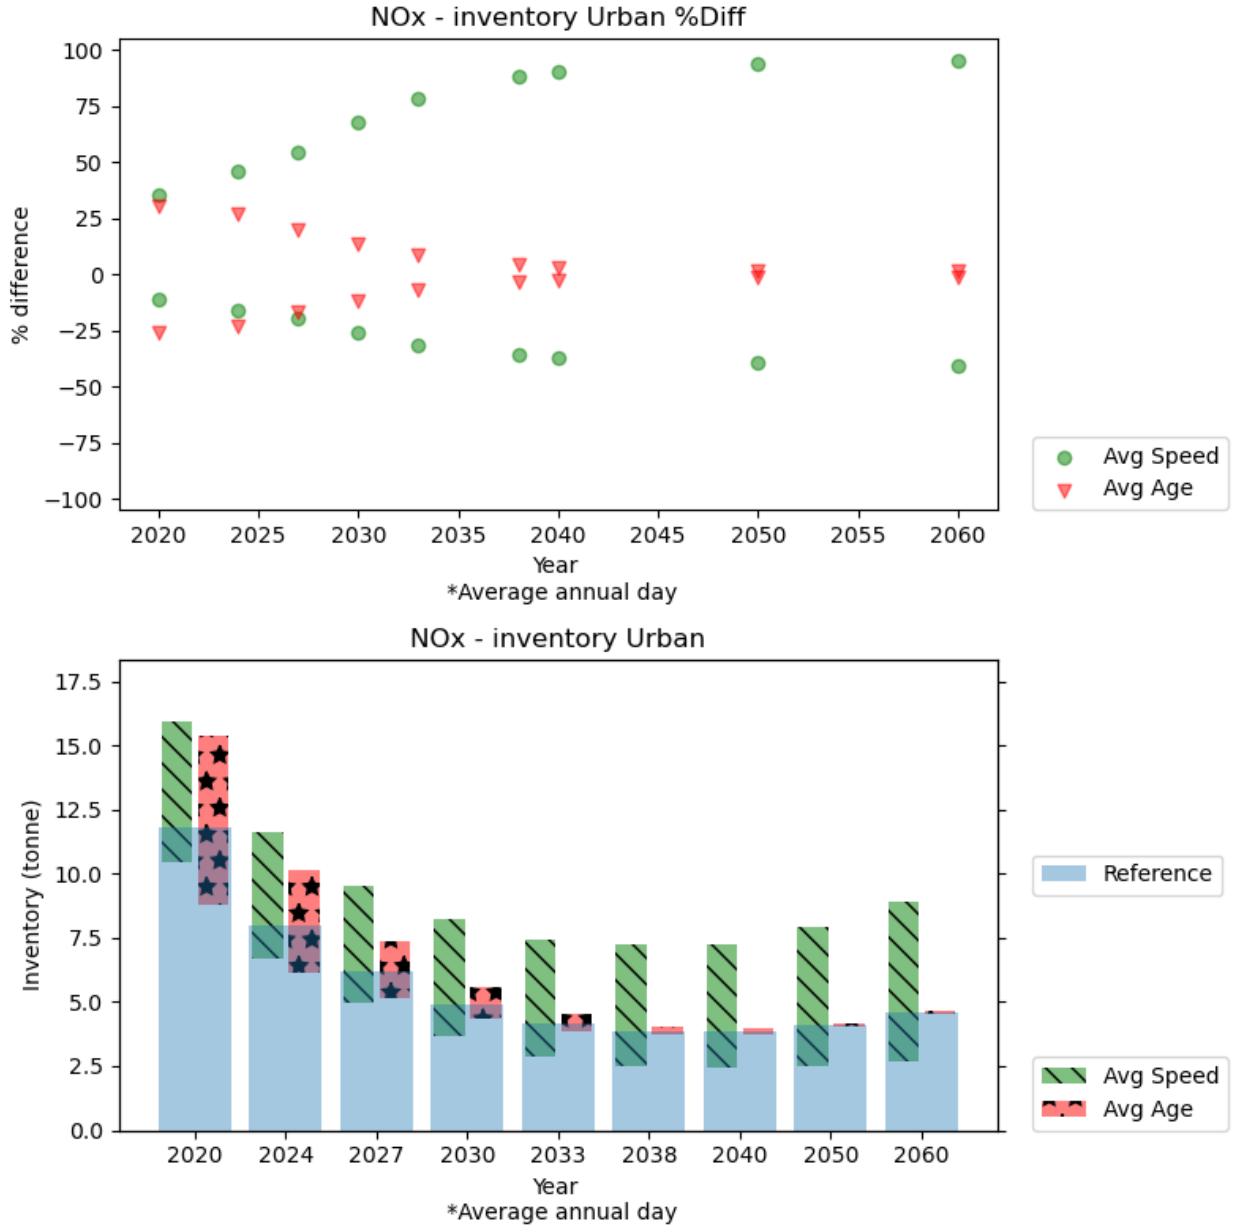 NOx - inventory Urban %Diff
100
75
50
25
0
−25
−50
−75
−100
% difference
2020 2025 2030 2035 2040 2045 2050 2055 2060
Year
*Average annual day
Avg Speed
Avg Age
NOx - inventory Urban
17.5
15.0
12.5
10.0
7.5
5.0
2.5
0.0
Inventory (tonne)
2020 2024 2027 2030 2033 2038 2040 2050 2060
Year
*Average annual day
Reference
Avg Speed
Avg Age